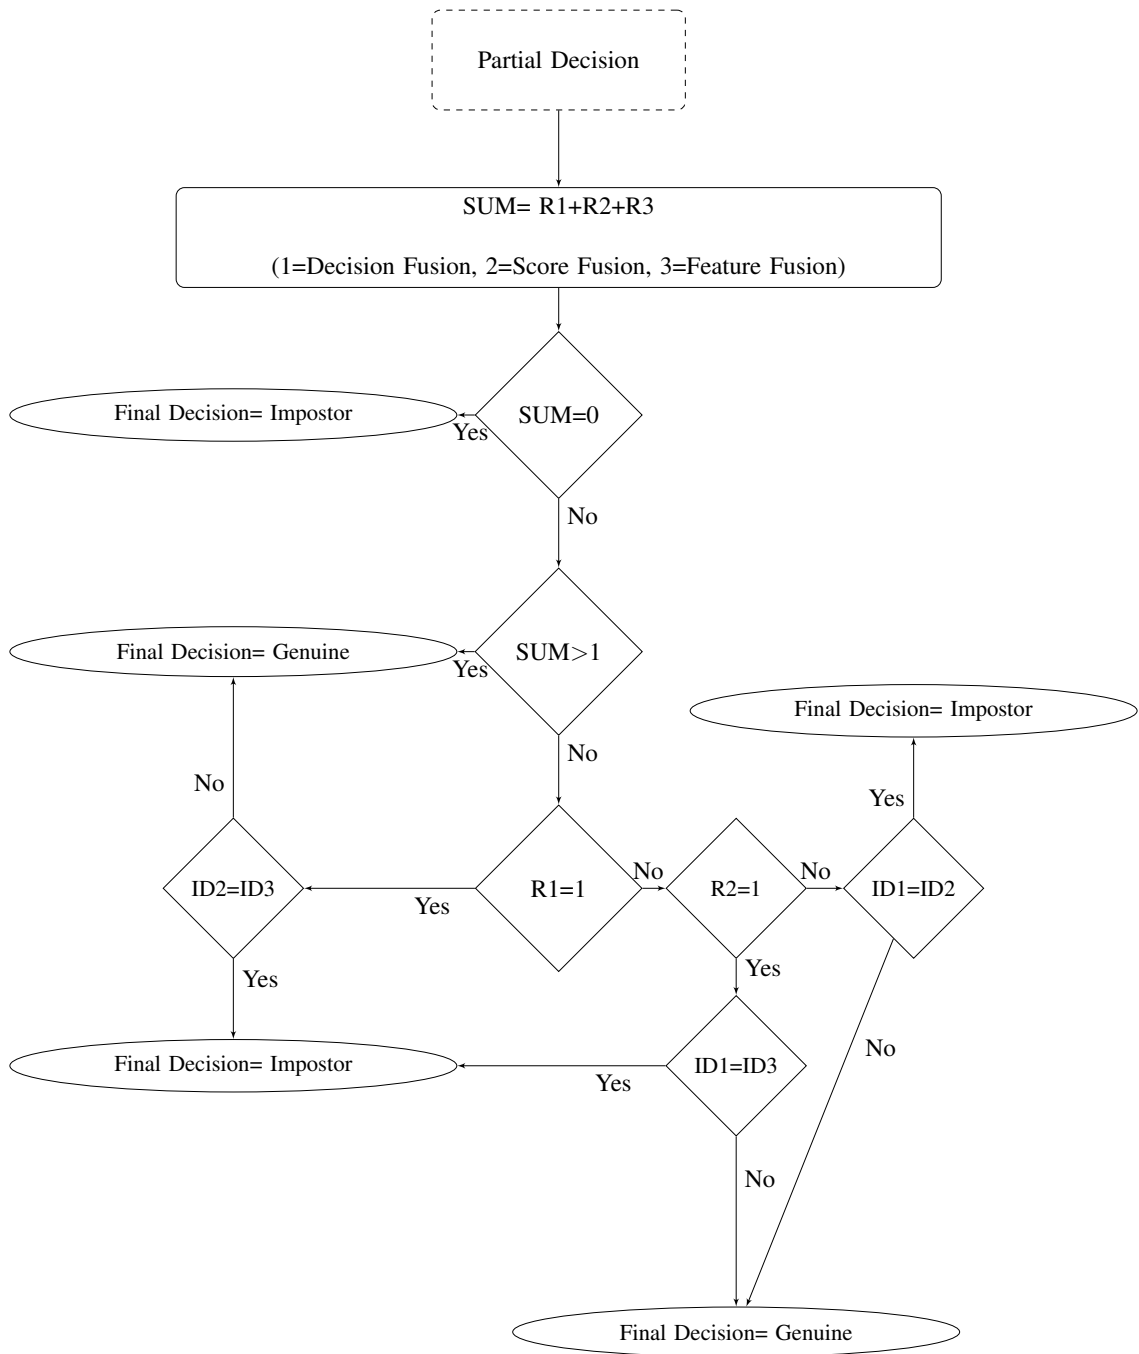 Partial Decision
SUM= R1+R2+R3
(1=Decision Fusion, 2=Score Fusion, 3=Feature Fusion)
Final Decision= Impostor
Yes
SUM=0
No
Final Decision= Genuine
Yes
SUM>1
No
Final Decision= Impostor
No
Yes
ID2=ID3
Yes
R1=1
No
R2=1
No
ID1=ID2
Yes
Yes
Final Decision= Impostor
Yes
ID1=ID3
No
No
Final Decision= Genuine